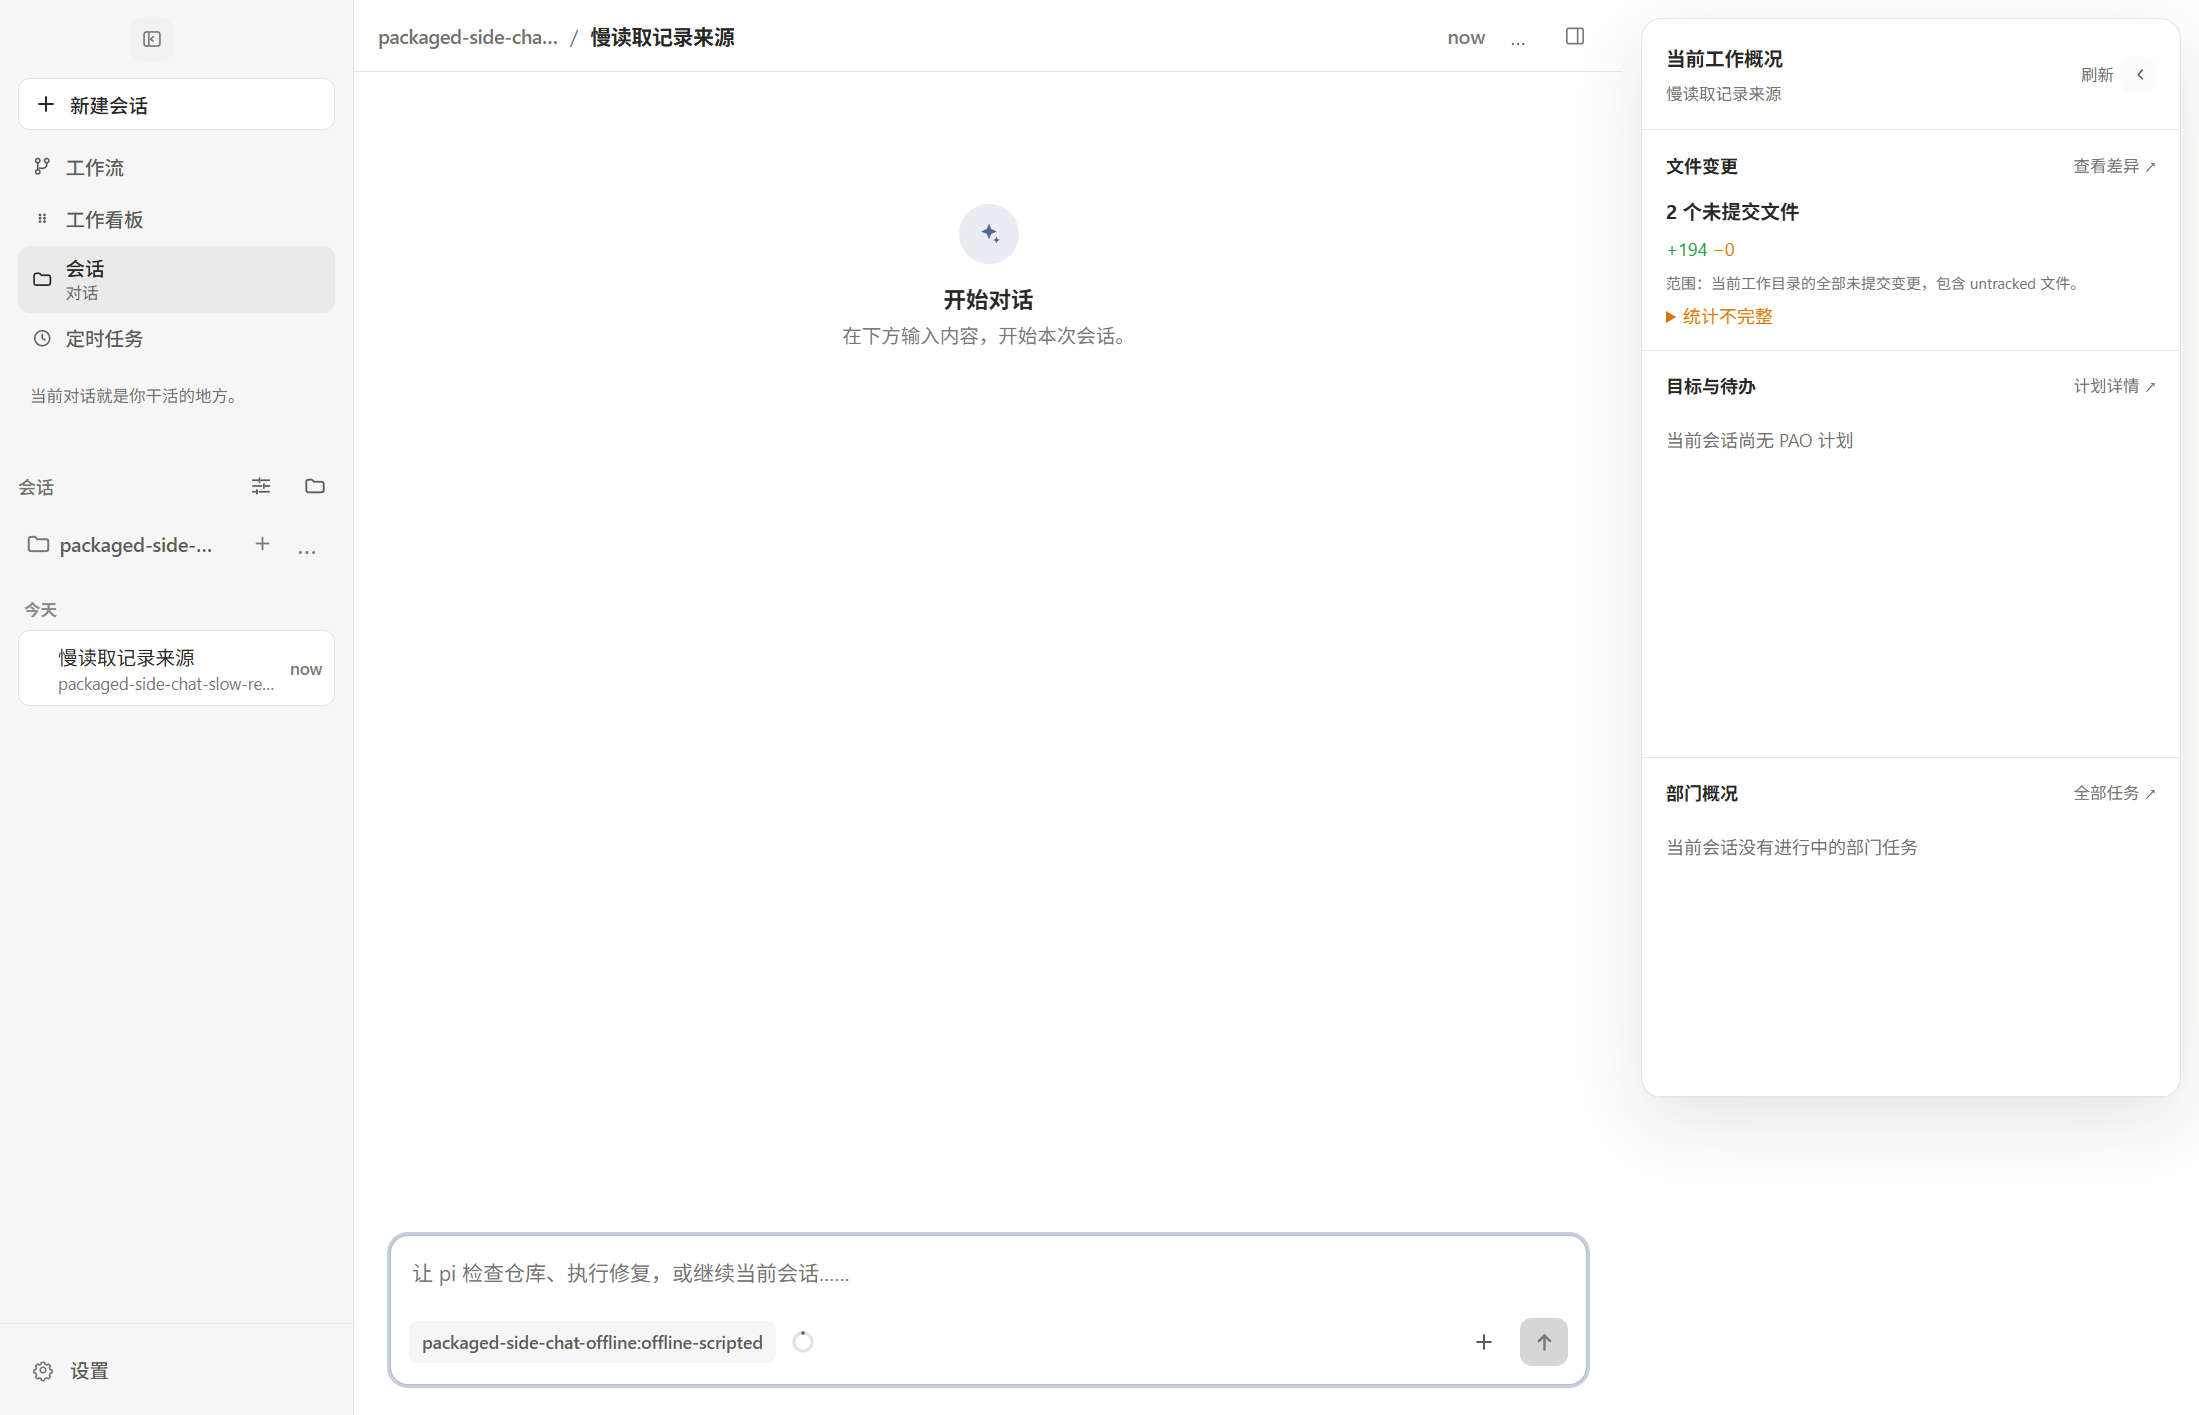 新建会话
工作流
工作看板
会话
对话
定时任务
当前对话就是你干活的地方。
会话
packaged-side-...
...
今天
慢读取记录来源
now
packaged-side-chat-slow-re...
设置
packaged-side-cha... / 慢读取记录来源
now
...
开始对话
在下方输入内容，开始本次会话。
让 pi 检查仓库、执行修复，或继续当前会话……
packaged-side-chat-offline:offline-scripted
当前工作概况
刷新
慢读取记录来源
文件变更
查看差异 ↗
2 个未提交文件
+194 −0
范围：当前工作目录的全部未提交变更，包含 untracked 文件。
▶ 统计不完整
目标与待办
计划详情 ↗
当前会话尚无 PAO 计划
部门概况
全部任务 ↗
当前会话没有进行中的部门任务